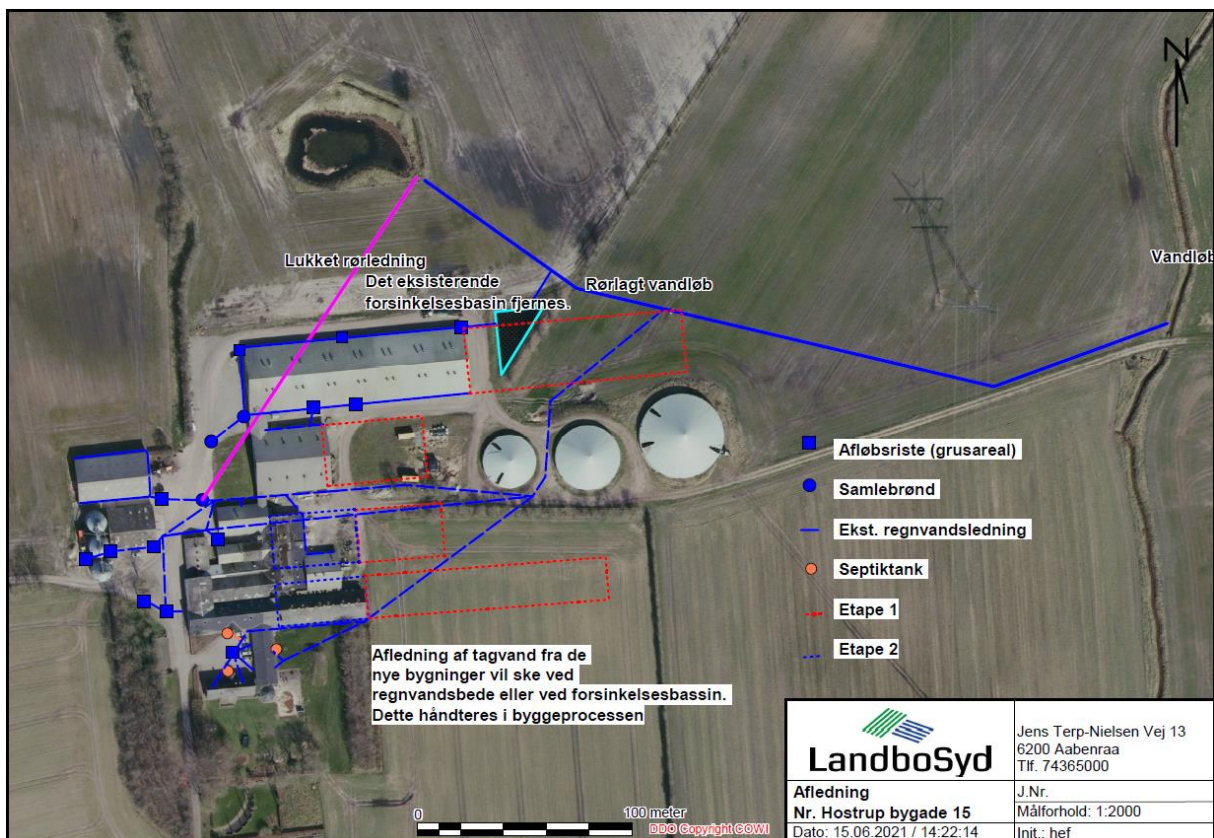 N
Lukket rørledning
Det eksisterende
forsinkelsesbasin fjernes.
Rørlagt vandløb
Vandløb
Afløbsriste (grusareal)
Samlebrønd
Ekst. regnvandsledning
Septiktank
Etape 1
Etape 2
Afledning af tagvand fra de
nye bygninger vil ske ved
regnvandsbede eller ved forsinkelsesbassin.
Dette håndteres i byggeprocessen
0 100 meter
DDO Copyright COWI
LandboSyd
Jens Terp-Nielsen Vej 13
6200 Aabenraa
Tlf. 74365000
Afledning
Nr. Hostrup bygade 15
Dato: 15.06.2021 / 14:22:14
J.Nr.
Målforhold: 1:2000
Init.: hef